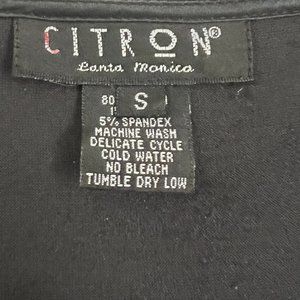 CITRON®
Santa Monica
80
S
5% SPANDEX
MACHINE WASH
DELICATE CYCLE
COLD WATER
NO BLEACH
TUMBLE DRY LOW